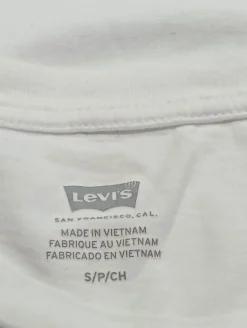 Levi's
SAN FRANCISCO, CAL.
MADE IN VIETNAM
FABRIQUE AU VIETNAM
FABRICADO EN VIETNAM
S/P/CH